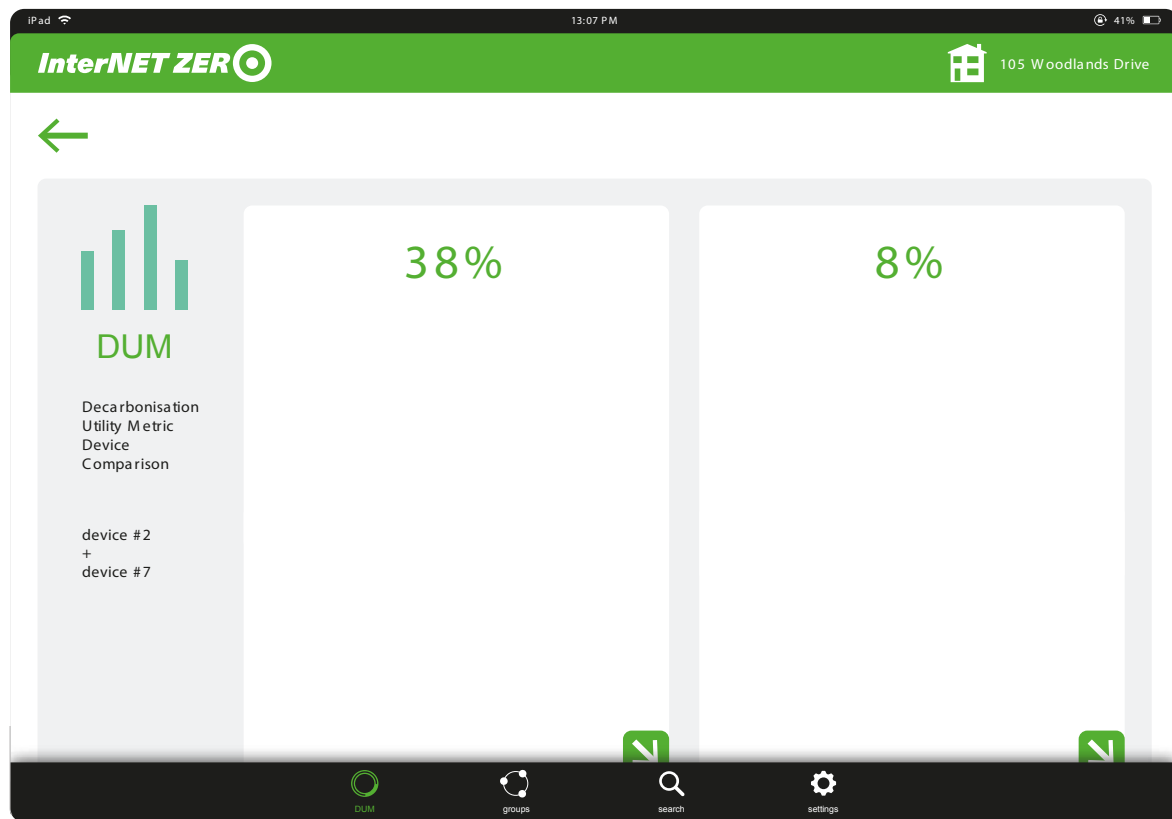 iPad
13:07 PM
41%
InterNET ZERO
105 Woodlands Drive
38%
8%
DUM
Decarbonisation
Utility Metric
Device
Comparison
device #2
+
device #7
DUM
groups
search
settings